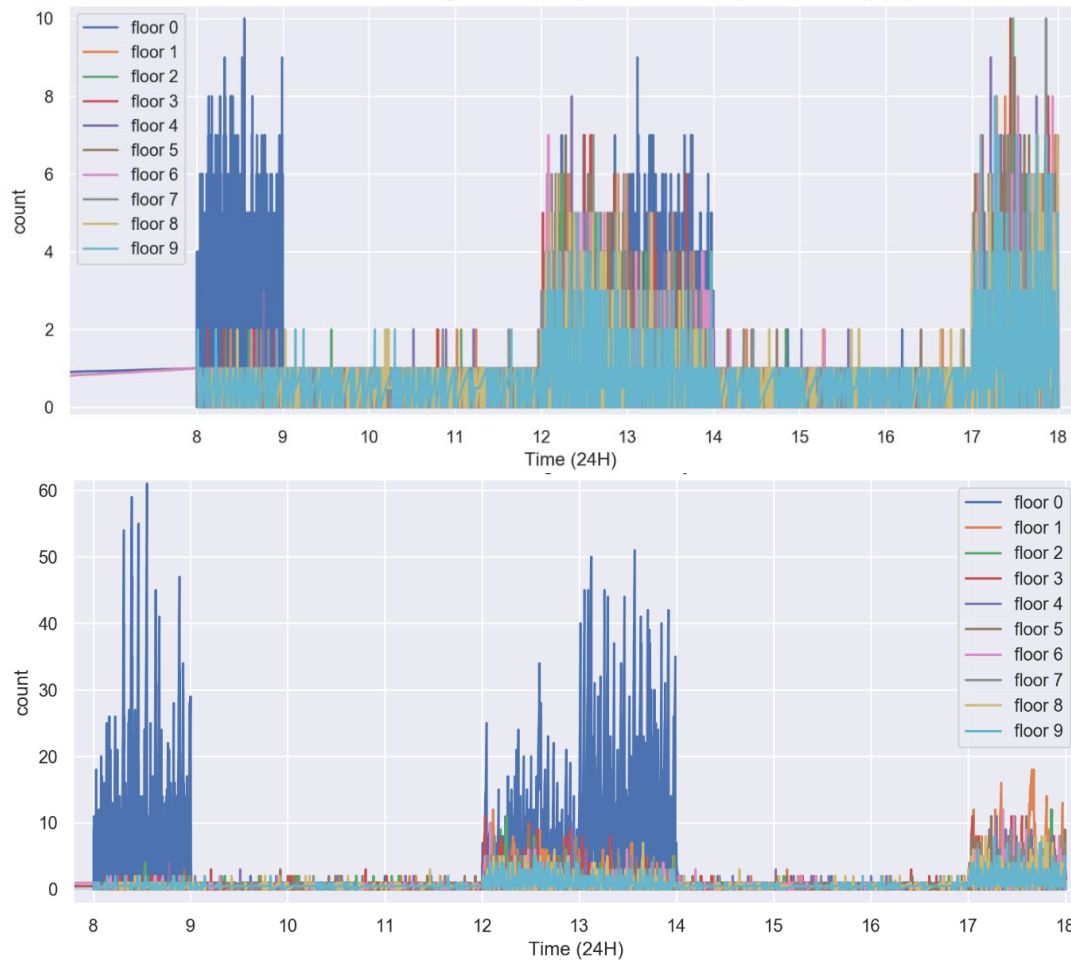 10
8
6
4
2
0
count
floor 0
floor 1
floor 2
floor 3
floor 4
floor 5
floor 6
floor 7
floor 8
floor 9
8 9 10 11 12 13 14 15 16 17 18
Time (24H)
60
50
40
30
20
10
0
count
floor 0
floor 1
floor 2
floor 3
floor 4
floor 5
floor 6
floor 7
floor 8
floor 9
8 9 10 11 12 13 14 15 16 17 18
Time (24H)